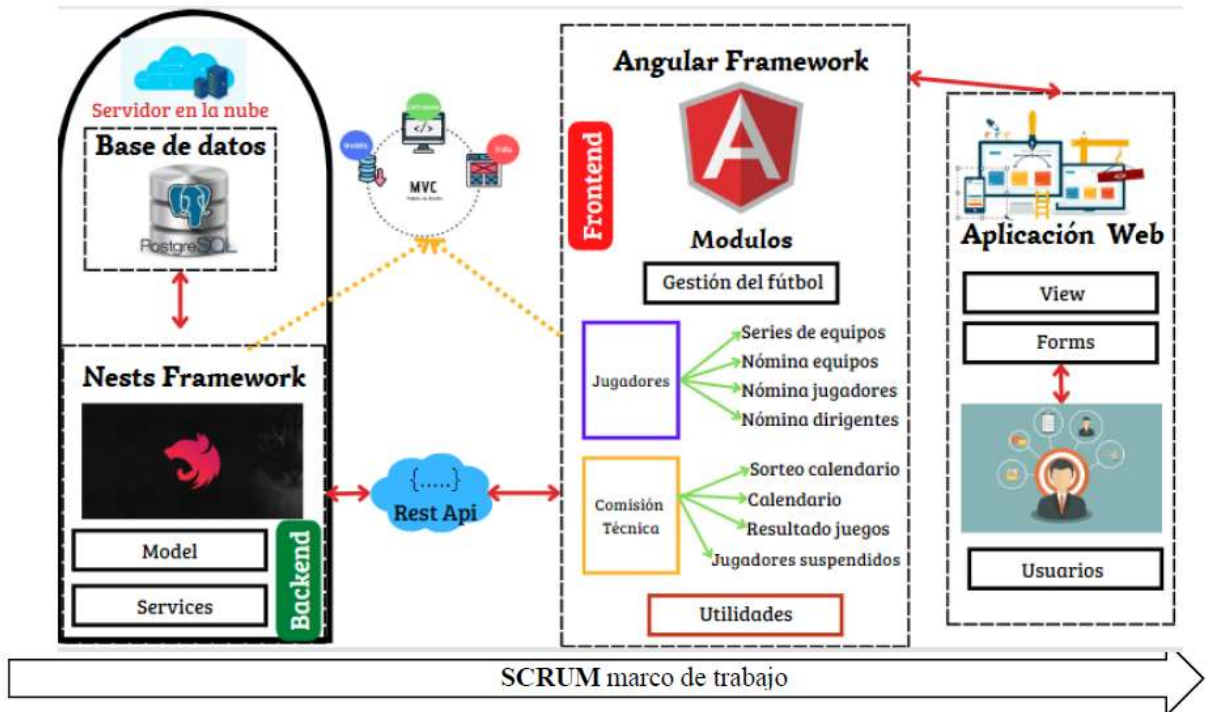 Servidor en la nube
Base de datos
PostgreSQL
Nests Framework
Model
Services
Backend
</>
MVC
{.....}
Rest Api
Frontend
Angular Framework
A
Modulos
Gestión del fútbol
Jugadores
Series de equipos
Nómina equipos
Nómina jugadores
Nómina dirigentes
Comisión
Técnica
Sorteo calendario
Calendario
Resultado juegos
Jugadores suspendidos
Utilidades
Aplicación Web
View
Forms
Usuarios
SCRUM marco de trabajo